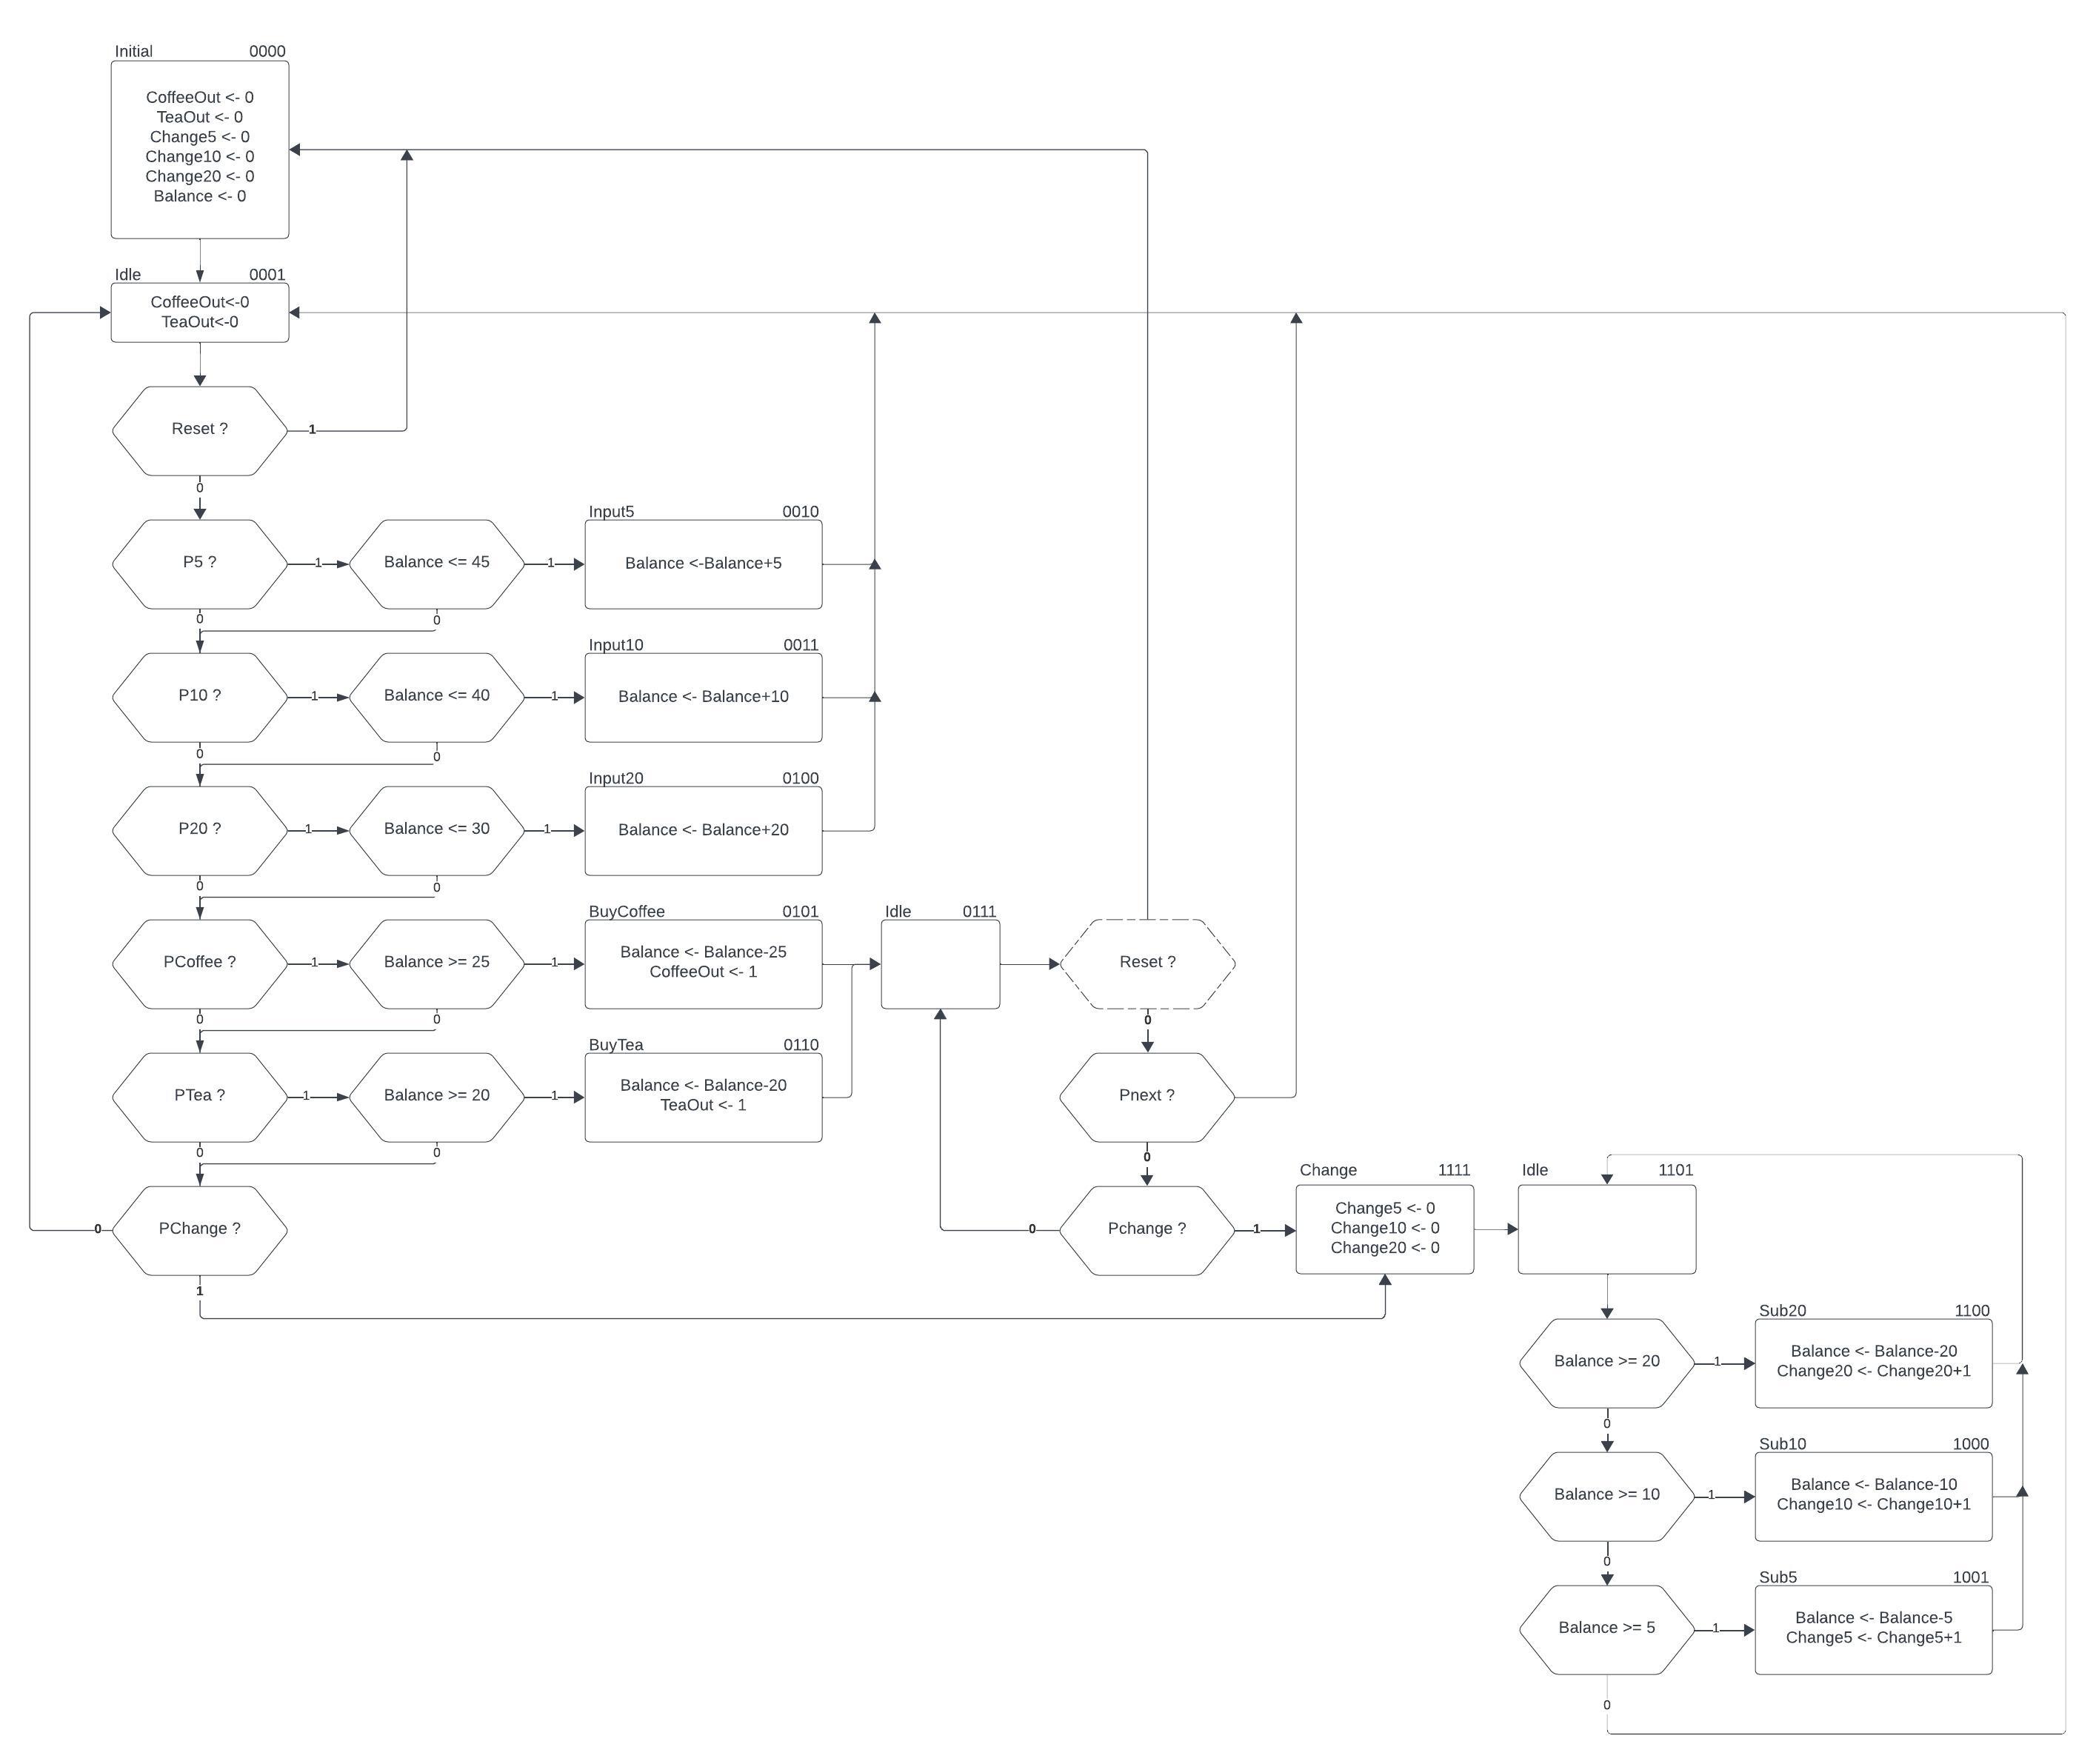 Initial 0000
CoffeeOut <- 0
TeaOut <- 0
Change5 <- 0
Change10 <- 0
Change20 <- 0
Balance <- 0
Idle 0001
CoffeeOut<-0
TeaOut<-0
Reset ?
1
0
Input5 0010
P5 ?
1
Balance <= 45
1
Balance <-Balance+5
0
0
Input10 0011
P10 ?
1
Balance <= 40
1
Balance <- Balance+10
0
0
Input20 0100
P20 ?
1
Balance <= 30
1
Balance <- Balance+20
0
0
BuyCoffee 0101
Idle 0111
PCoffee ?
1
Balance >= 25
1
Balance <- Balance-25
CoffeeOut <- 1
Reset ?
0
0
0
BuyTea 0110
PTea ?
1
Balance >= 20
1
Balance <- Balance-20
TeaOut <- 1
Pnext ?
0
0
0
Change 1111
Idle 1101
PChange ?
0
0
Pchange ?
1
Change5 <- 0
Change10 <- 0
Change20 <- 0
1
Sub20 1100
Balance >= 20
1
Balance <- Balance-20
Change20 <- Change20+1
0
Sub10 1000
Balance >= 10
1
Balance <- Balance-10
Change10 <- Change10+1
0
Sub5 1001
Balance >= 5
1
Balance <- Balance-5
Change5 <- Change5+1
0